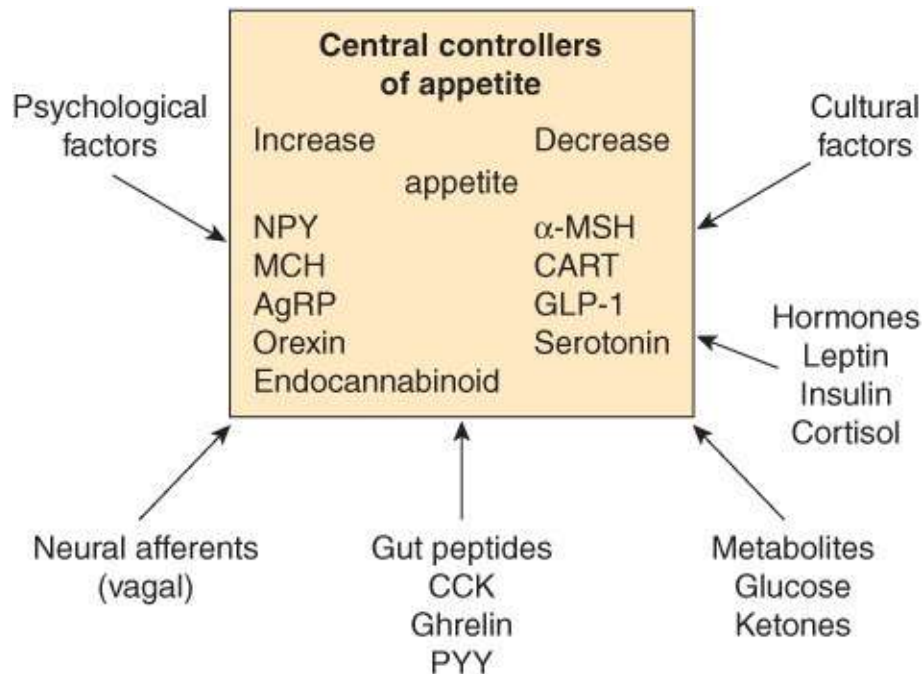 Central controllers
of appetite
Psychological
factors
Cultural
factors
Increase Decrease
appetite
NPY α-MSH
MCH CART
AgRP GLP-1
Orexin Serotonin
Endocannabinoid
Hormones
Leptin
Insulin
Cortisol
Neural afferents
(vagal)
Gut peptides
CCK
Ghrelin
PYY
Metabolites
Glucose
Ketones